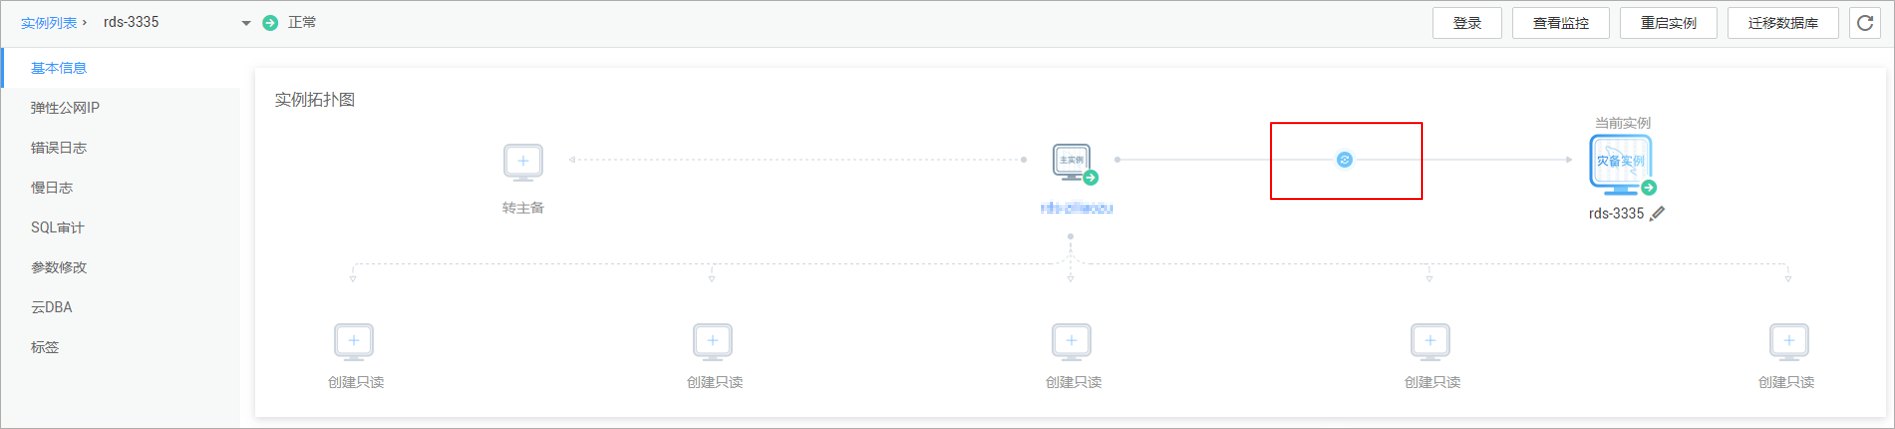 实例列表 › rds-3335 正常 登录 查看监控 重启实例 迁移数据库
基本信息
弹性公网IP
错误日志
慢日志
SQL审计
参数修改
云DBA
标签
实例拓扑图
转主备
主实例
当前实例
灾备实例
rds-3335
创建只读 创建只读 创建只读 创建只读 创建只读